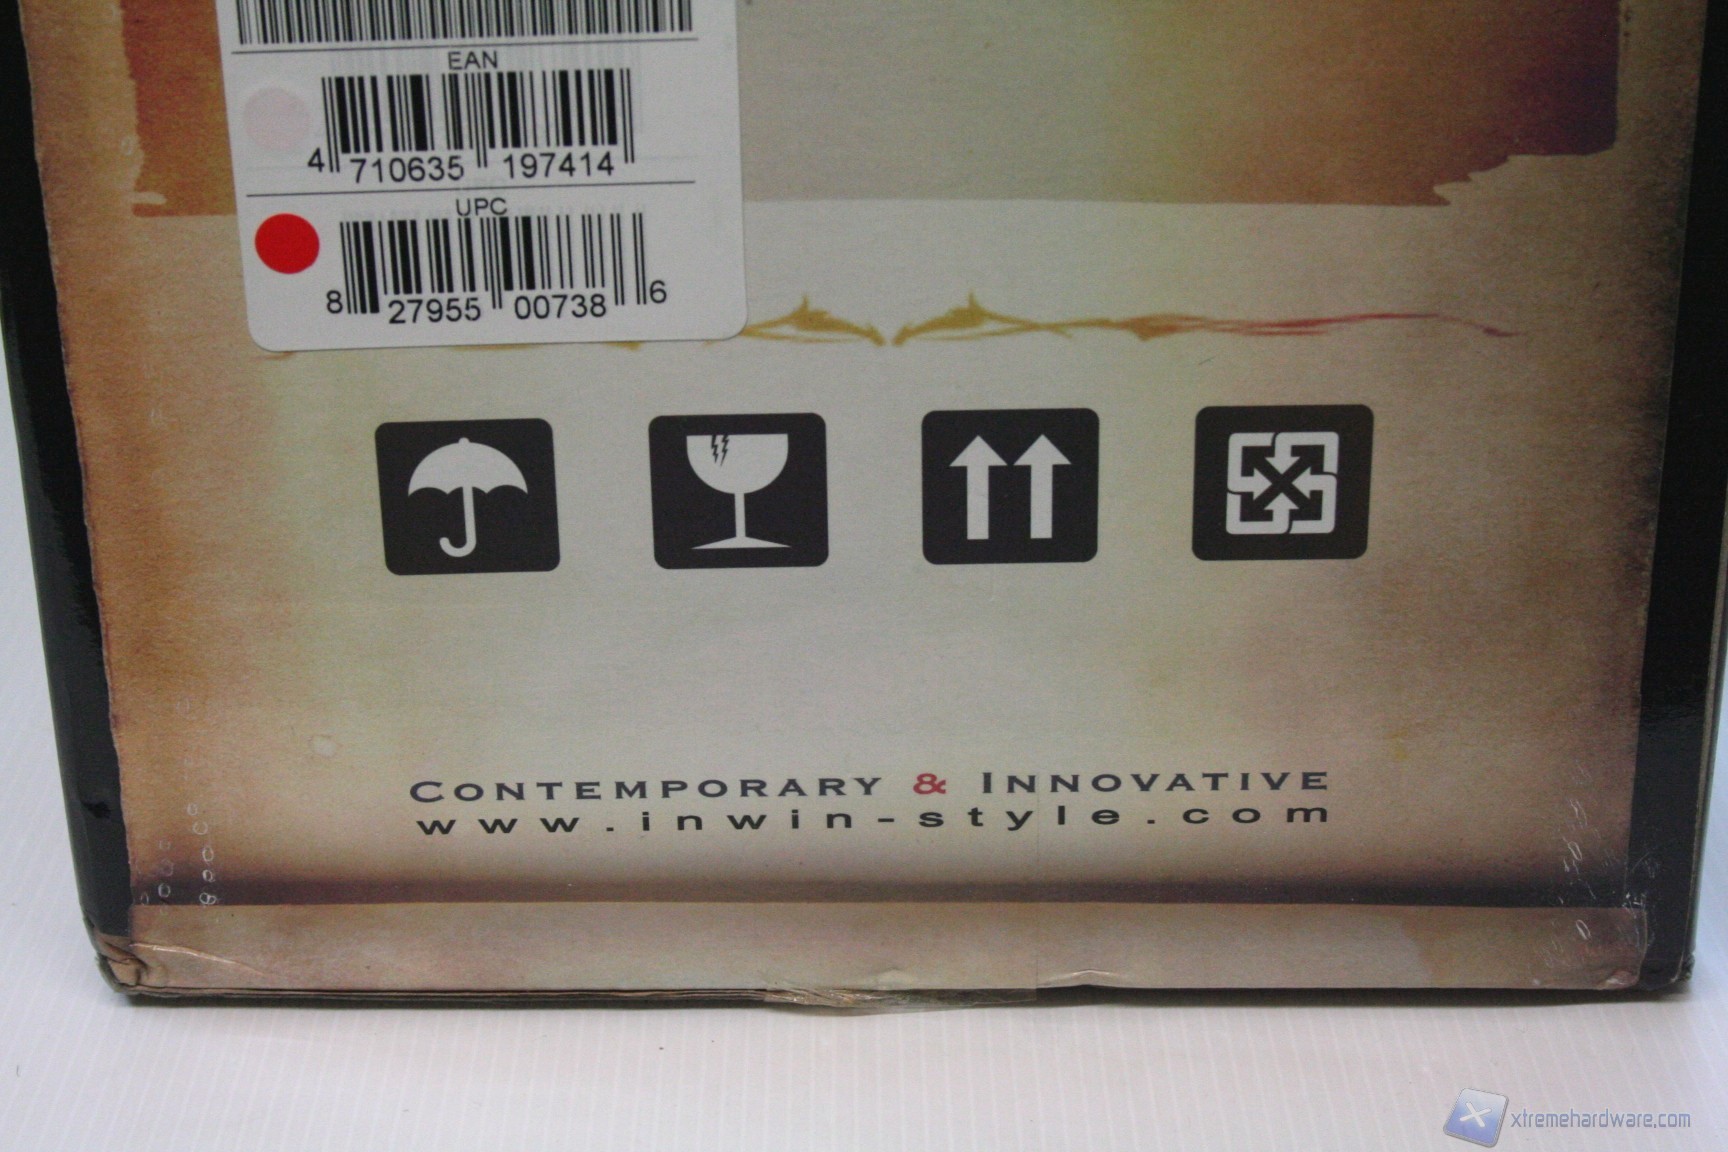 EAN
4 710635 197414
UPC
8 27955 00738 6
CONTEMPORARY & INNOVATIVE
www.inwin-style.com
xtremehardware.com